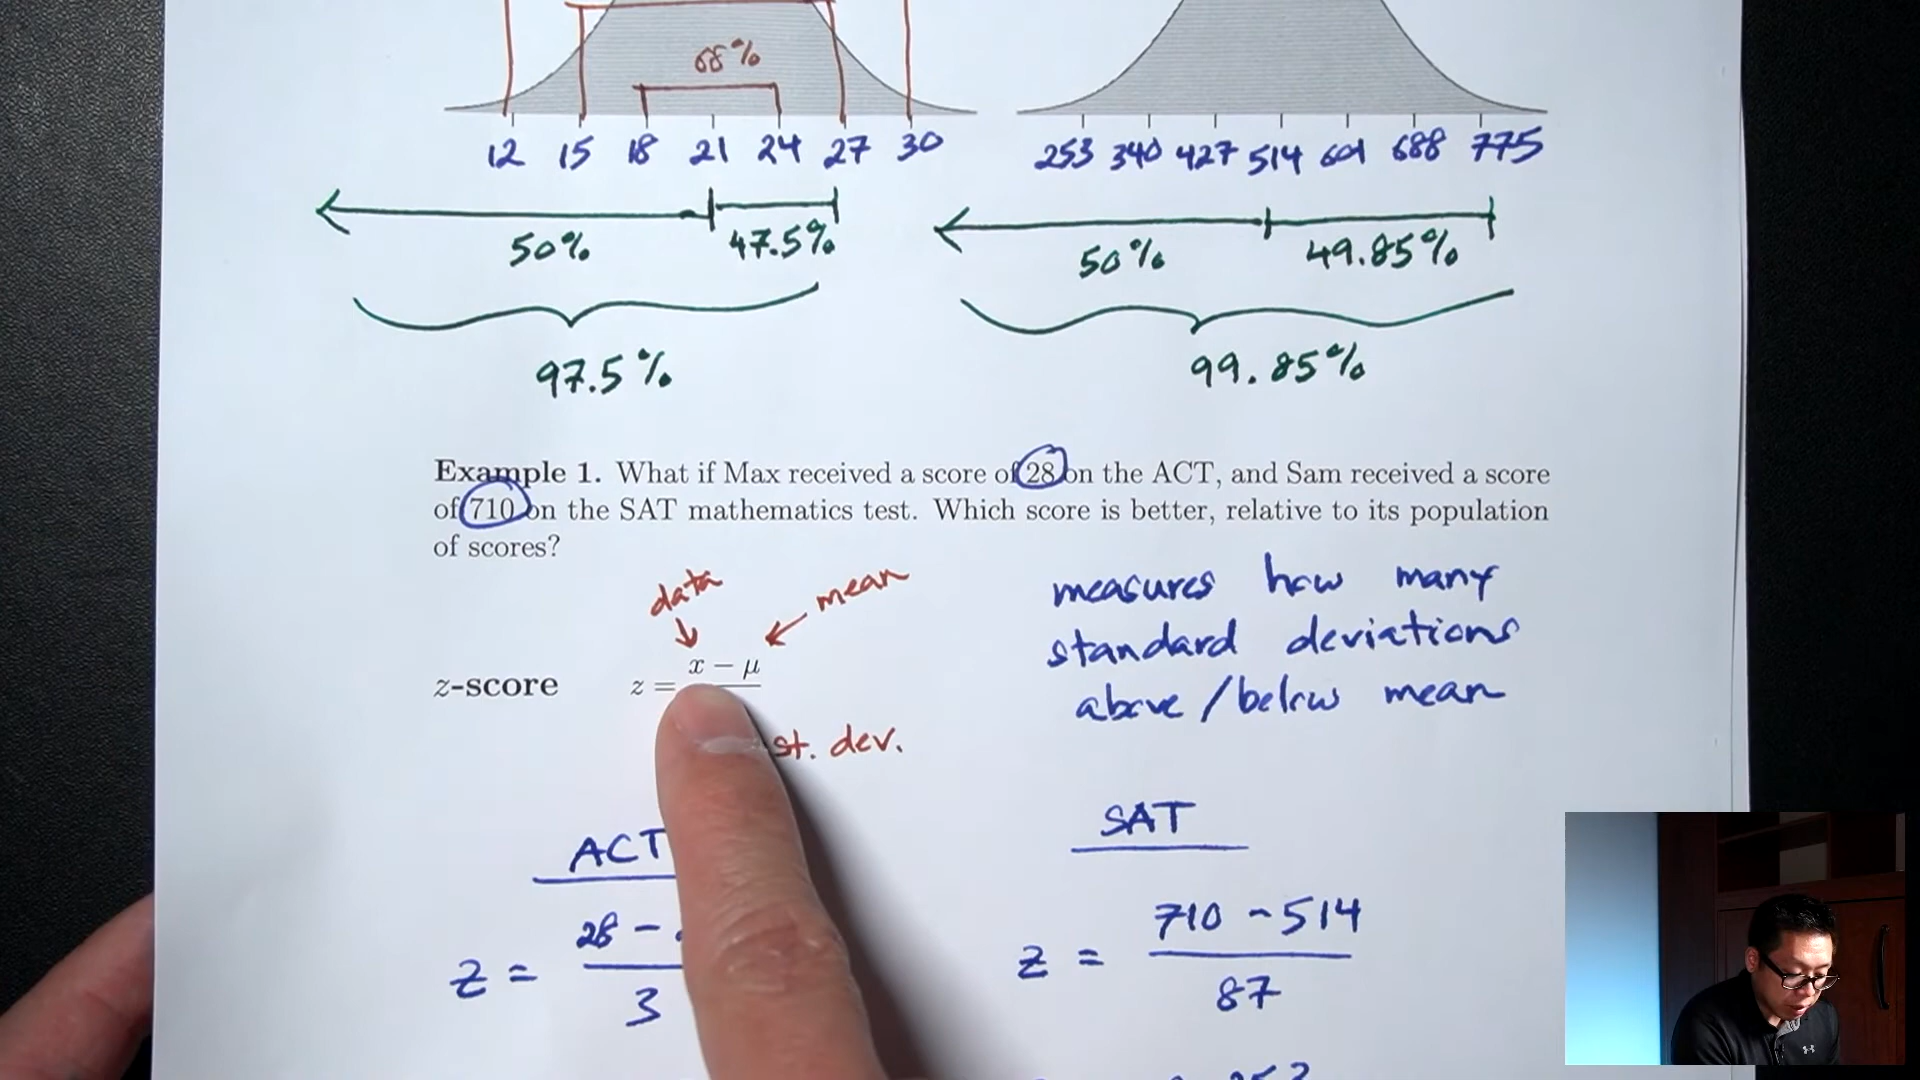 68%
12 15 18 21 24 27 30
253 340 427 514 601 688 775
50% 47.5%
50% 49.85%
97.5%
99.85%
Example 1. What if Max received a score of 28 on the ACT, and Sam received a score
of 710 on the SAT mathematics test. Which score is better, relative to its population
of scores?
data
mean
z-score z = x − μ
st. dev.
measures how many
standard deviations
above / below mean
ACT
z = 28 -
3
SAT
z = 710 - 514
87